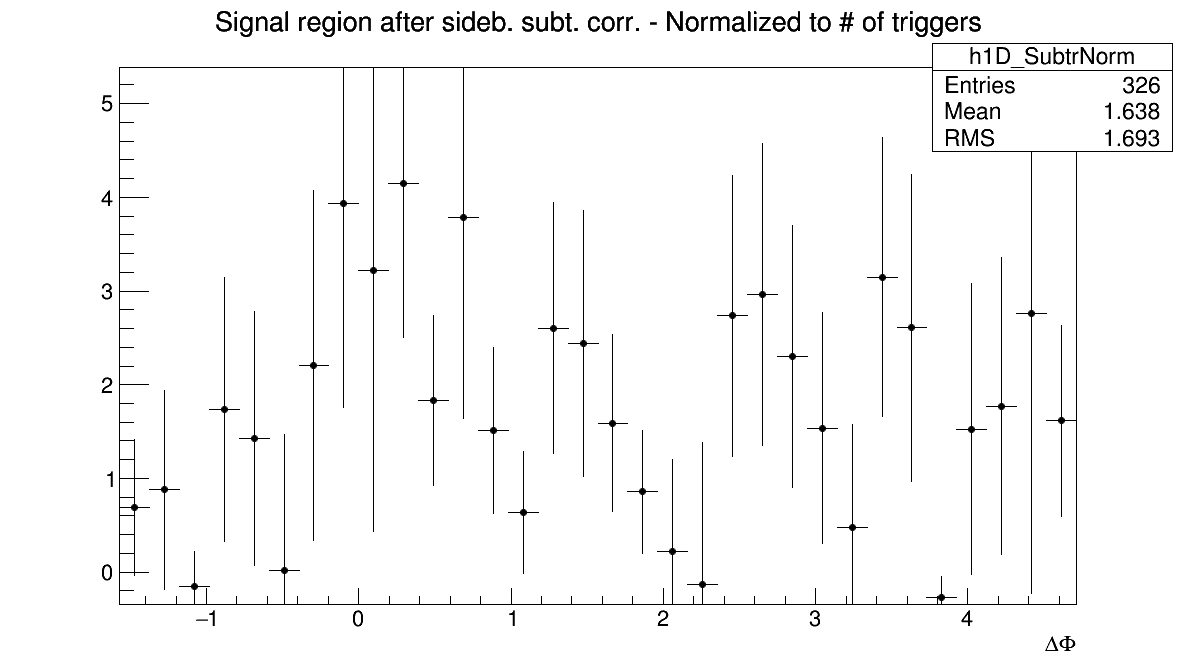 Signal region after sideb. subt. corr. - Normalized to # of triggers
h1D_SubtrNorm
Entries 326
Mean 1.638
RMS 1.693
5
4
3
2
1
0
−1 0 1 2 3 4
ΔΦ